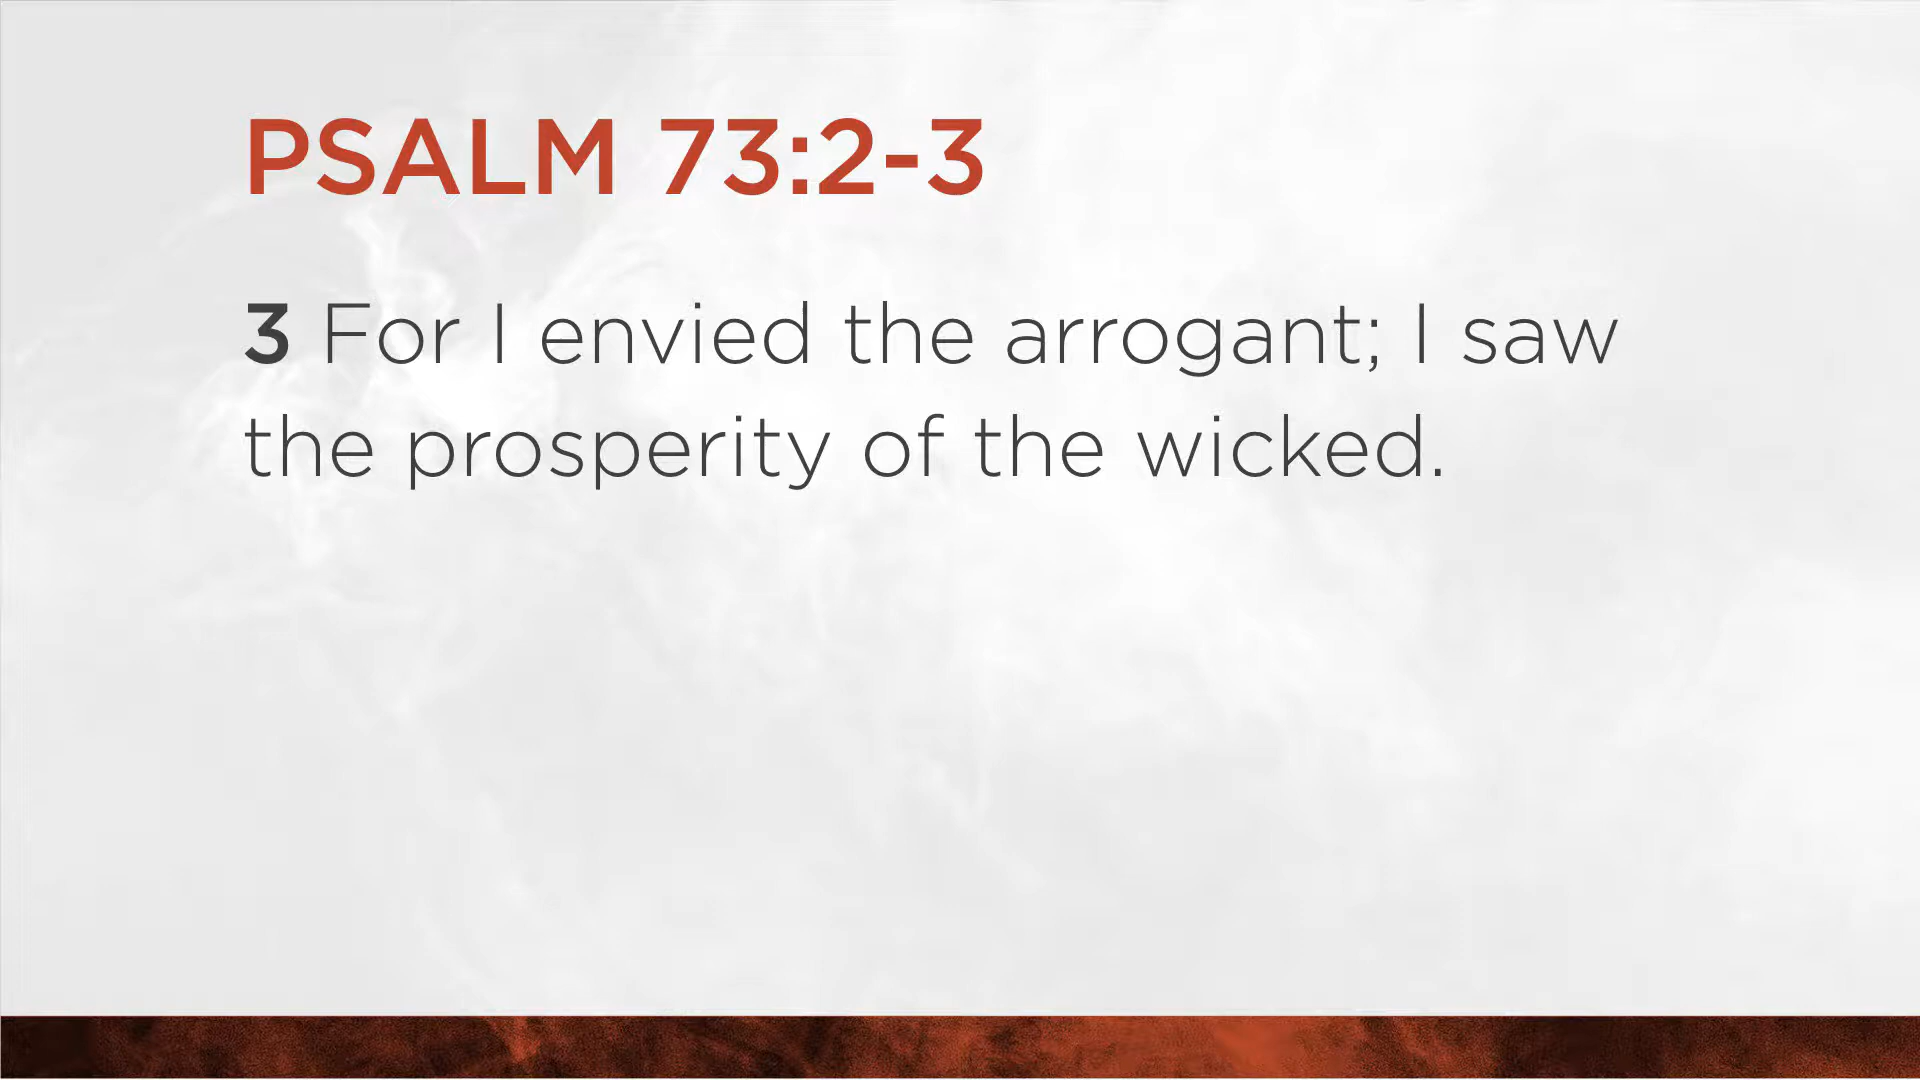 PSALM 73:2-3
3 For I envied the arrogant; I saw
the prosperity of the wicked.